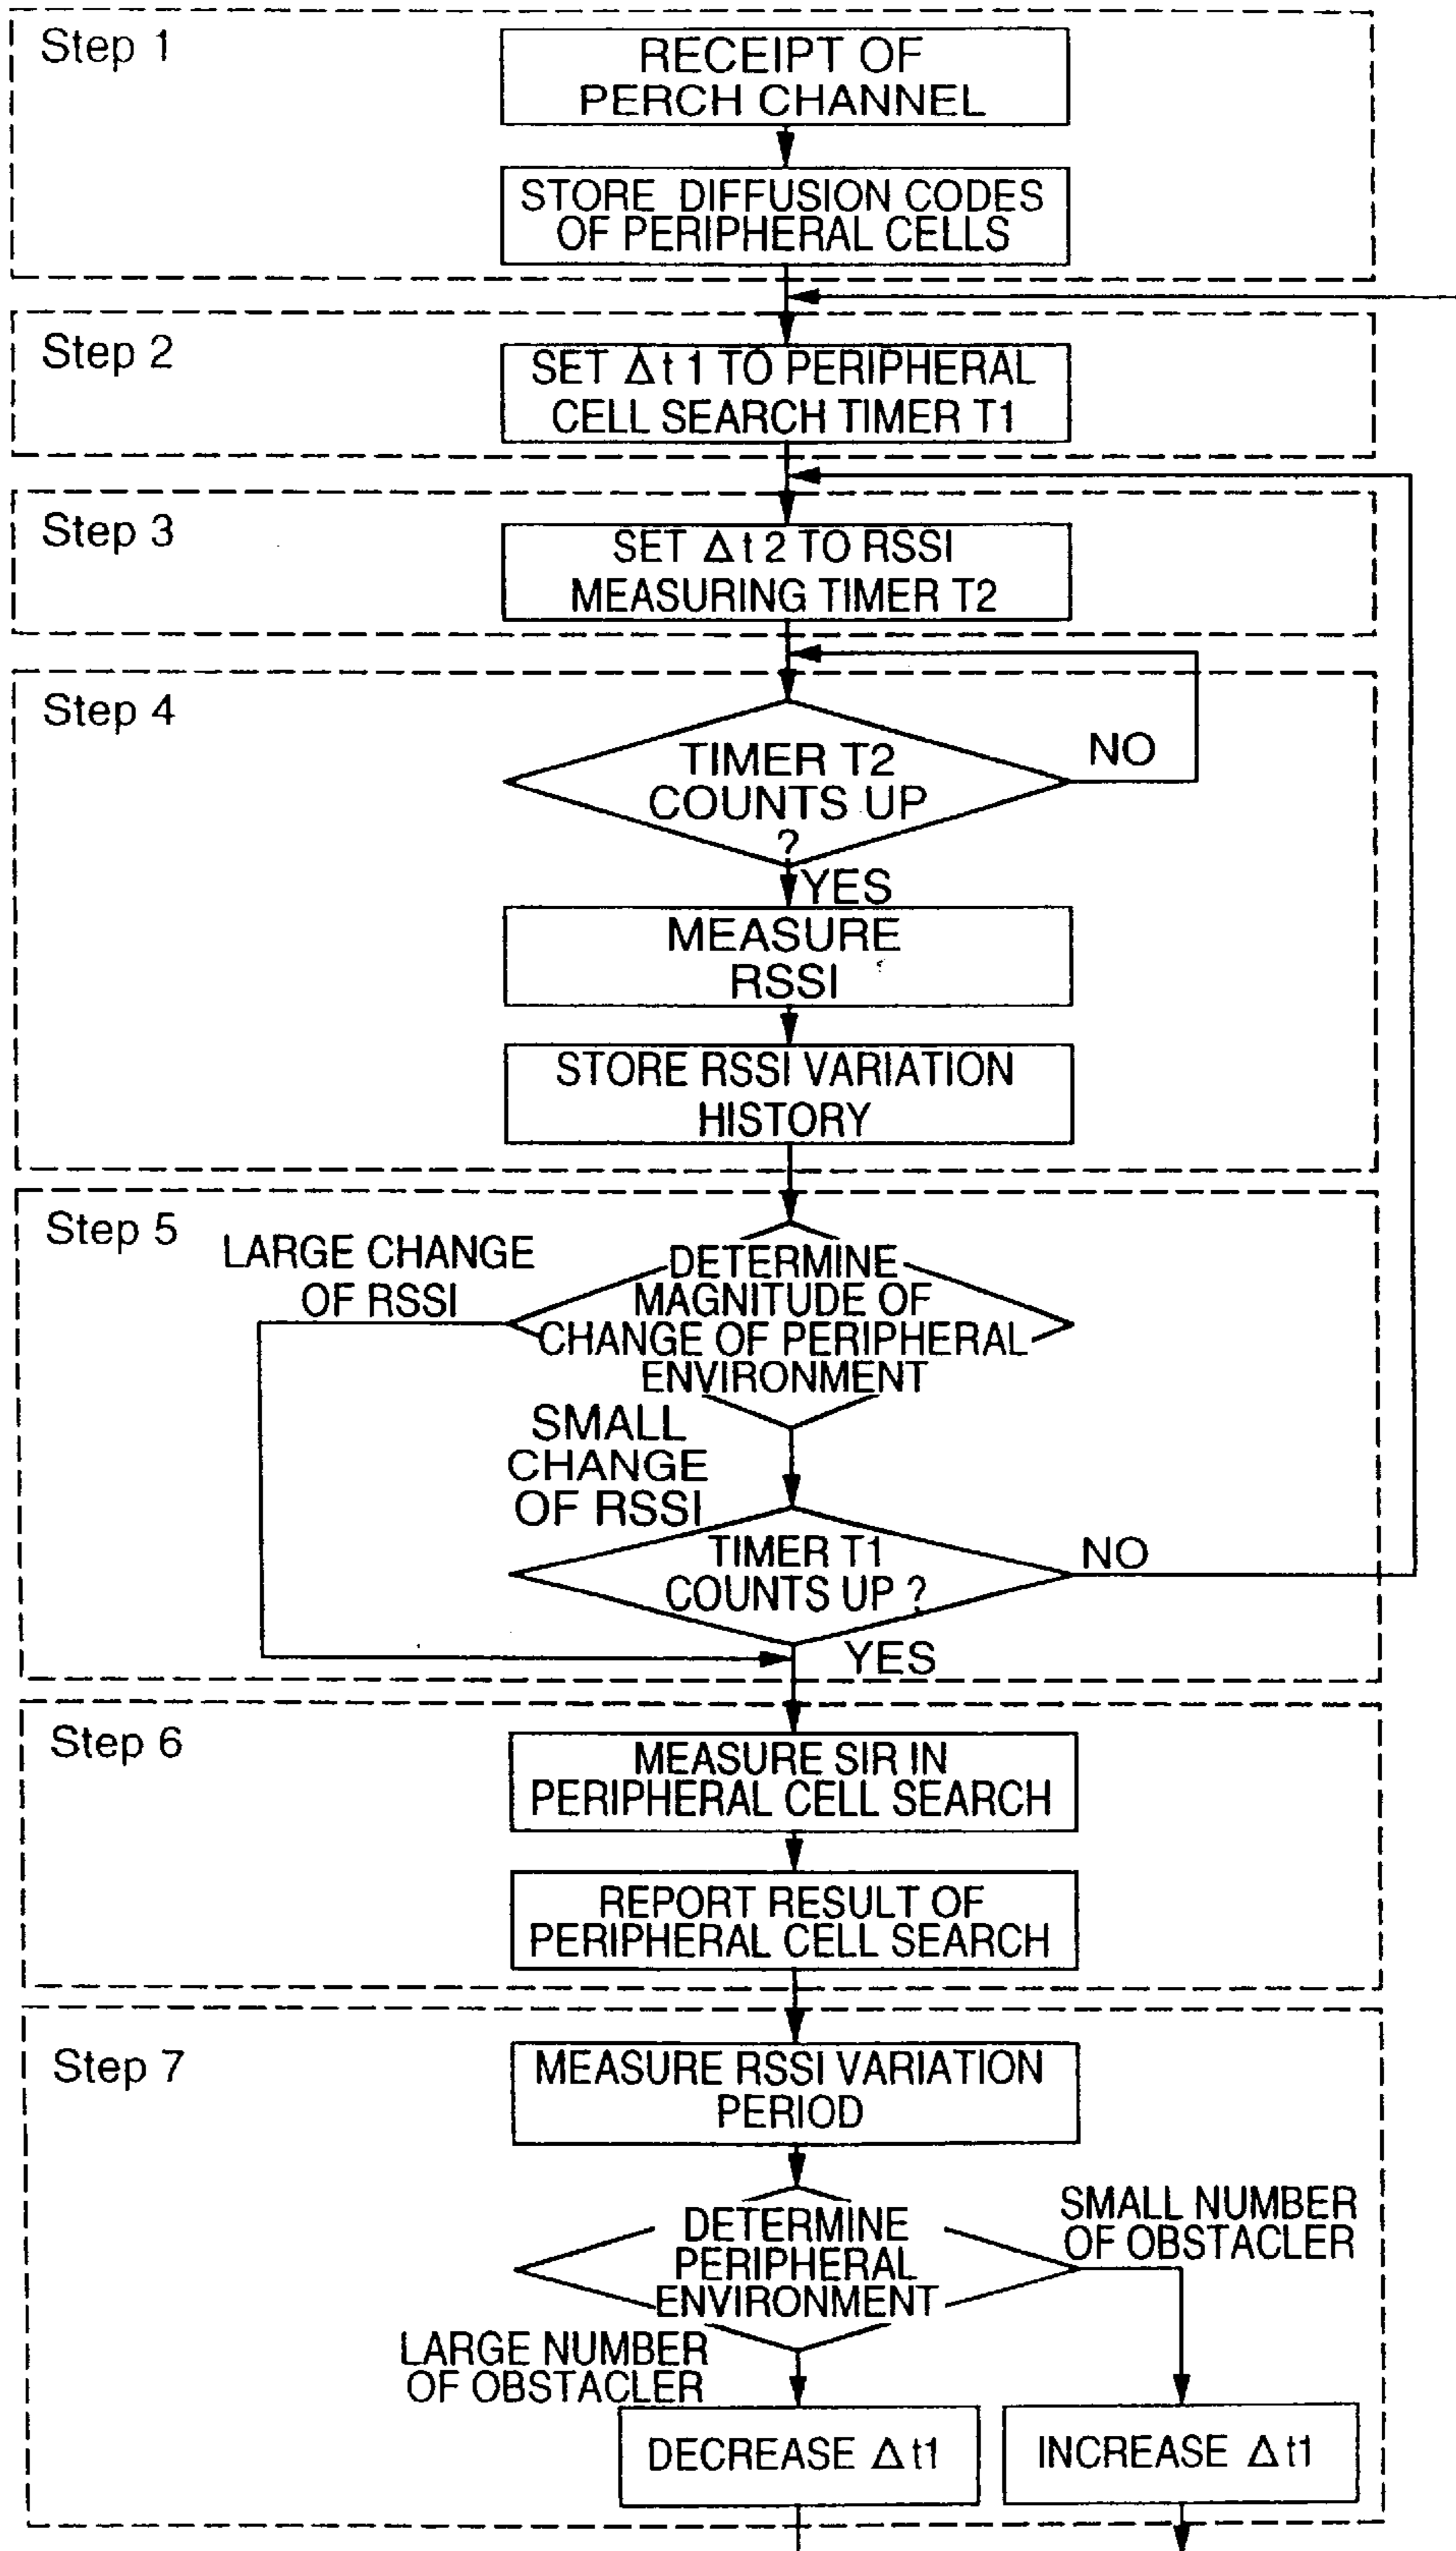 Step 1
RECEIPT OF
PERCH CHANNEL
STORE DIFFUSION CODES
OF PERIPHERAL CELLS
Step 2
SET Δt 1 TO PERIPHERAL
CELL SEARCH TIMER T1
Step 3
SET Δt 2 TO RSSI
MEASURING TIMER T2
Step 4
TIMER T2
COUNTS UP
?
NO
YES
MEASURE
RSSI
STORE RSSI VARIATION
HISTORY
Step 5
LARGE CHANGE
OF RSSI
DETERMINE
MAGNITUDE OF
CHANGE OF PERIPHERAL
ENVIRONMENT
SMALL
CHANGE
OF RSSI
TIMER T1
COUNTS UP ?
NO
YES
Step 6
MEASURE SIR IN
PERIPHERAL CELL SEARCH
REPORT RESULT OF
PERIPHERAL CELL SEARCH
Step 7
MEASURE RSSI VARIATION
PERIOD
DETERMINE
PERIPHERAL
ENVIRONMENT
SMALL NUMBER
OF OBSTACLER
LARGE NUMBER
OF OBSTACLER
DECREASE Δt1
INCREASE Δt1